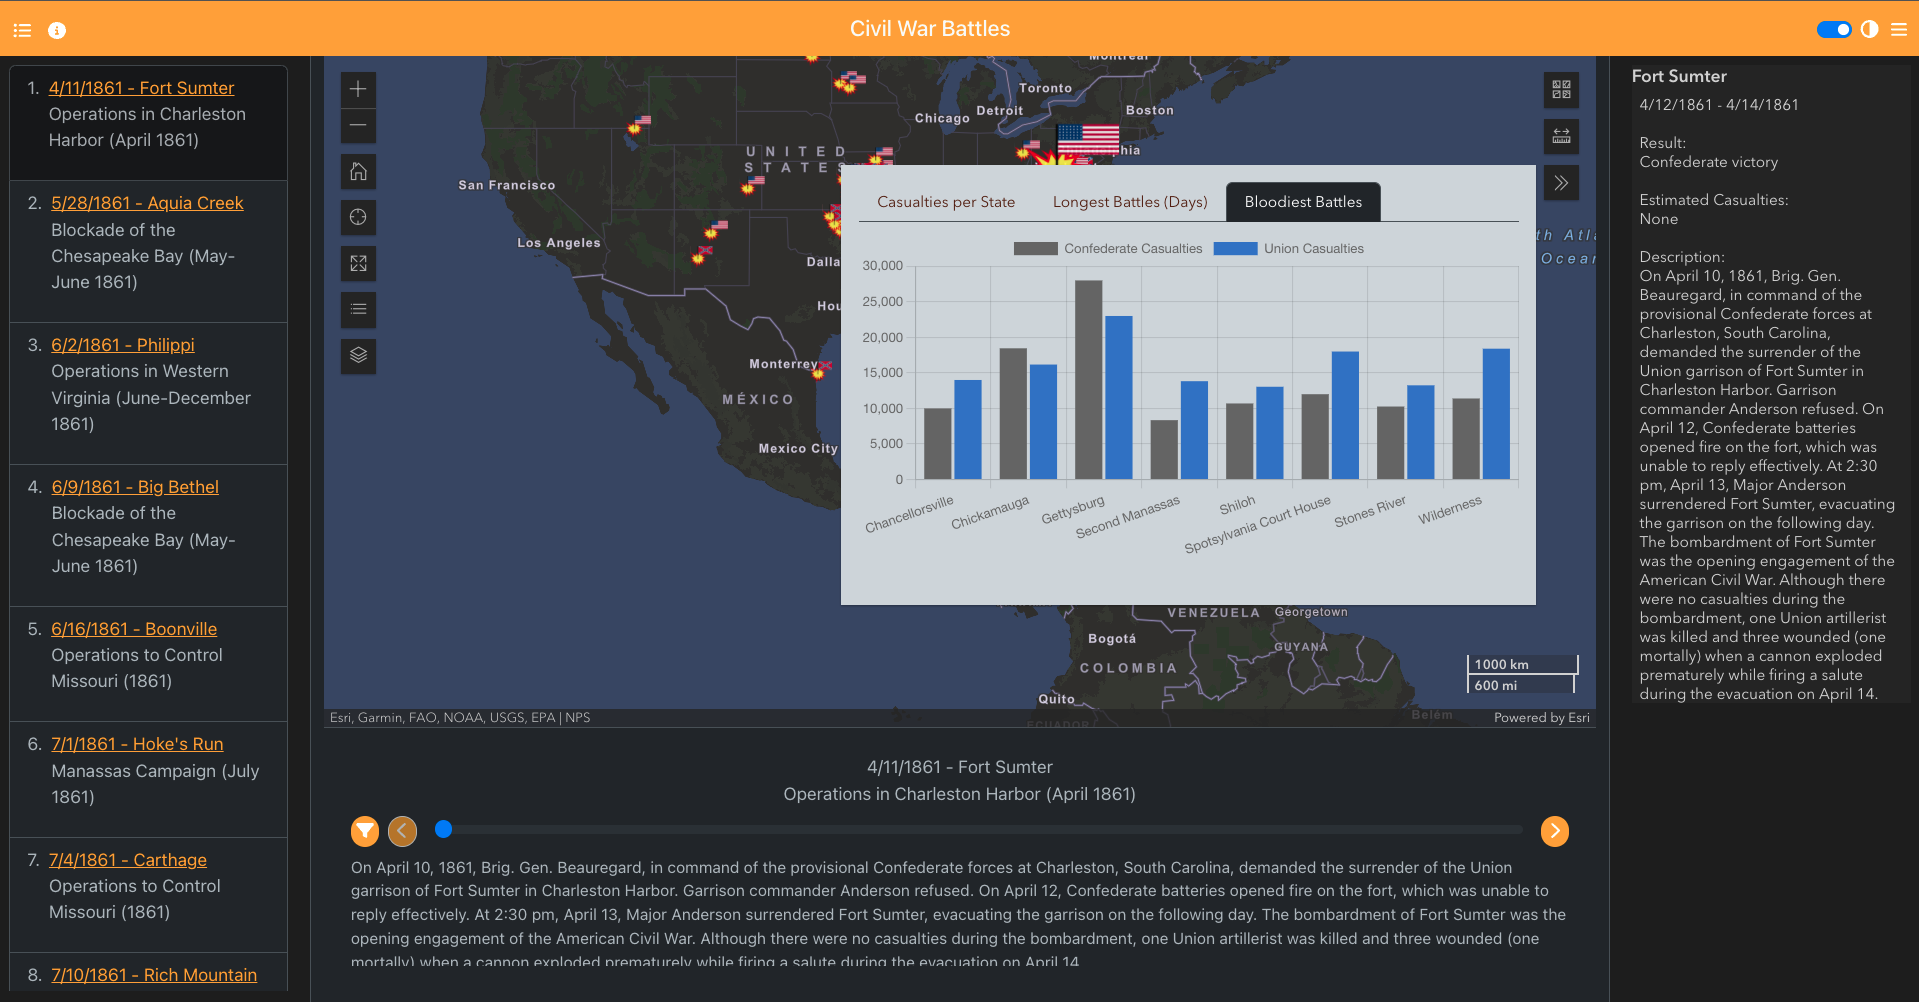 Civil War Battles
1. 4/11/1861 - Fort Sumter
Operations in Charleston
Harbor (April 1861)
2. 5/28/1861 - Aquia Creek
Blockade of the
Chesapeake Bay (May-
June 1861)
3. 6/2/1861 - Philippi
Operations in Western
Virginia (June-December
1861)
4. 6/9/1861 - Big Bethel
Blockade of the
Chesapeake Bay (May-
June 1861)
5. 6/16/1861 - Boonville
Operations to Control
Missouri (1861)
6. 7/1/1861 - Hoke's Run
Manassas Campaign (July
1861)
7. 7/4/1861 - Carthage
Operations to Control
Missouri (1861)
8. 7/10/1861 - Rich Mountain
Montreal
Toronto
Detroit
Boston
Chicago
UNITED
STATES
San Francisco
Los Angeles
Monterrey
MÉXICO
Mexico City
Casualties per State
Longest Battles (Days)
Bloodiest Battles
Confederate Casualties
Union Casualties
30,000
25,000
20,000
15,000
10,000
5,000
0
Chancellorsville
Chickamauga
Gettysburg
Second Manassas
Shiloh
Spotsylvania Court House
Stones River
Wilderness
VENEZUELA
Georgetown
Bogotá
GUYANA
COLOMBIA
Quito
ECUADOR
Belém
1000 km
600 mi
Esri, Garmin, FAO, NOAA, USGS, EPA | NPS
Powered by Esri
4/11/1861 - Fort Sumter
Operations in Charleston Harbor (April 1861)
On April 10, 1861, Brig. Gen. Beauregard, in command of the provisional Confederate forces at Charleston, South Carolina, demanded the surrender of the Union
garrison of Fort Sumter in Charleston Harbor. Garrison commander Anderson refused. On April 12, Confederate batteries opened fire on the fort, which was unable to
reply effectively. At 2:30 pm, April 13, Major Anderson surrendered Fort Sumter, evacuating the garrison on the following day. The bombardment of Fort Sumter was the
opening engagement of the American Civil War. Although there were no casualties during the bombardment, one Union artillerist was killed and three wounded (one
mortally) when a cannon exploded prematurely while firing a salute during the evacuation on April 14
Fort Sumter
4/12/1861 - 4/14/1861
Result:
Confederate victory
Estimated Casualties:
None
Description:
On April 10, 1861, Brig. Gen.
Beauregard, in command of the
provisional Confederate forces at
Charleston, South Carolina,
demanded the surrender of the
Union garrison of Fort Sumter in
Charleston Harbor. Garrison
commander Anderson refused. On
April 12, Confederate batteries
opened fire on the fort, which was
unable to reply effectively. At 2:30
pm, April 13, Major Anderson
surrendered Fort Sumter, evacuating
the garrison on the following day.
The bombardment of Fort Sumter
was the opening engagement of the
American Civil War. Although there
were no casualties during the
bombardment, one Union artillerist
was killed and three wounded (one
mortally) when a cannon exploded
prematurely while firing a salute
during the evacuation on April 14.